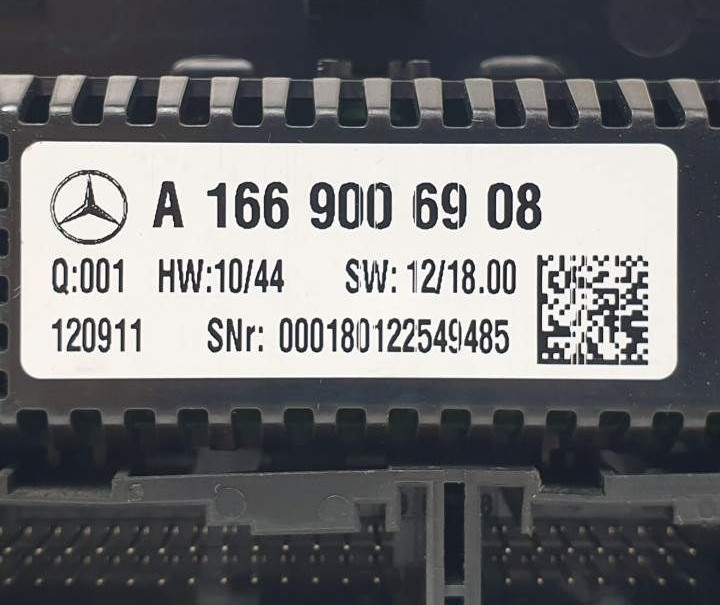 A 166 900 69 08
Q:001 HW:10/44 SW: 12/18.00
120911 SNr: 000180122549485